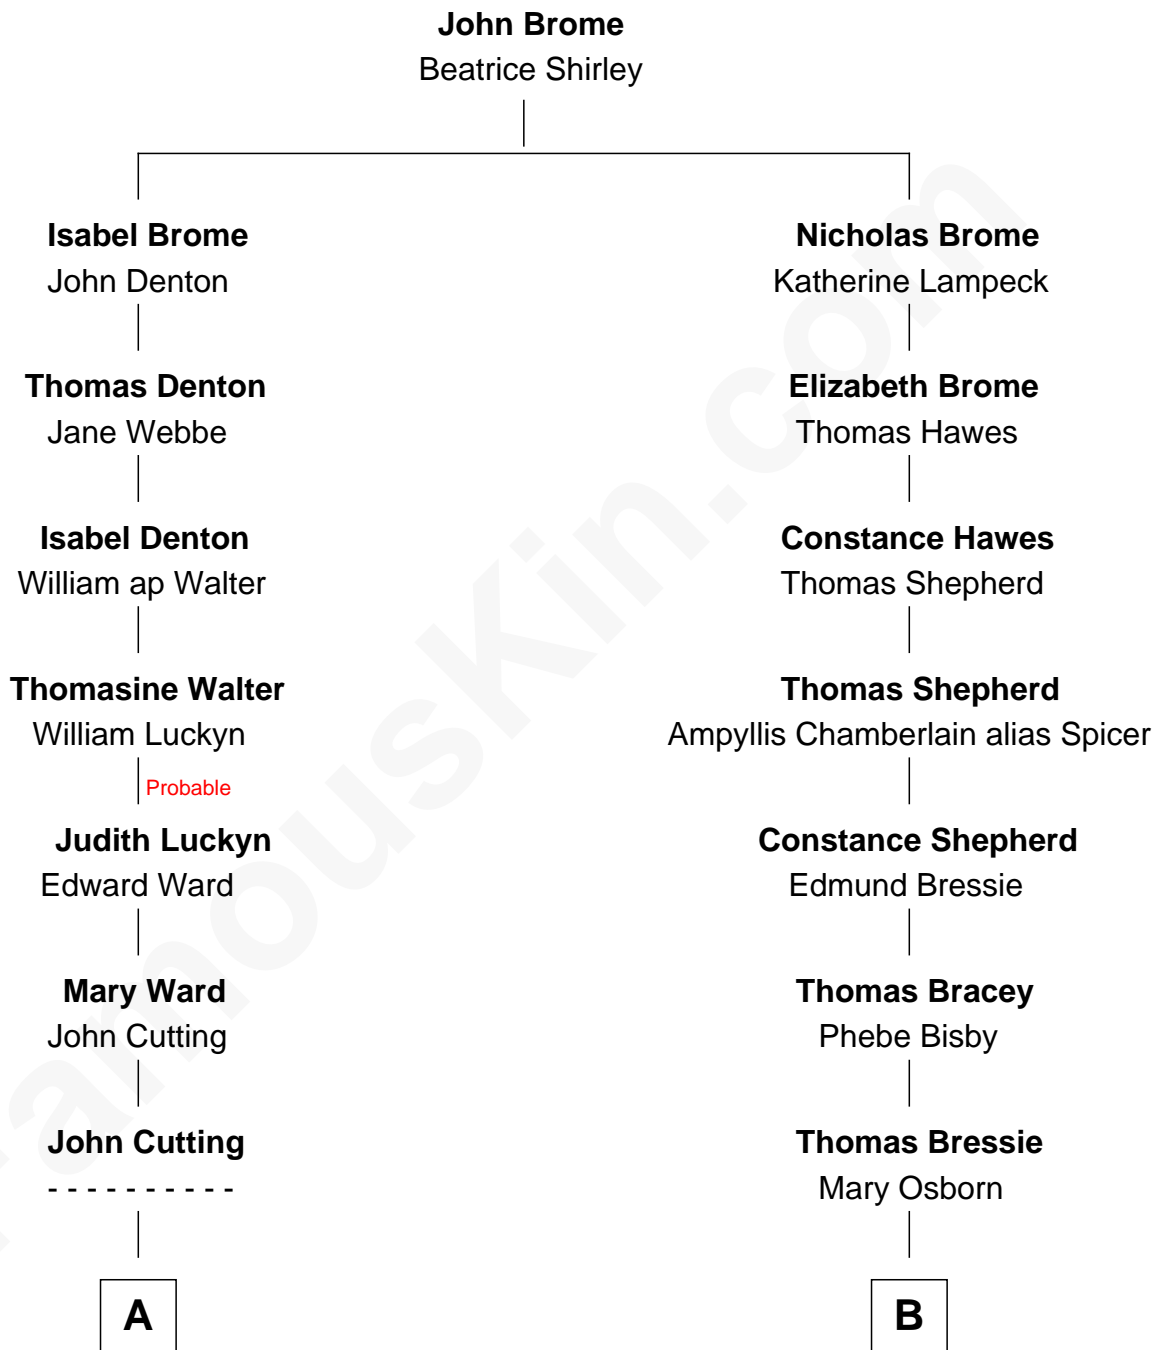 John Brome
Beatrice Shirley
Isabel Brome
John Denton
Nicholas Brome
Katherine Lampeck
Thomas Denton
Jane Webbe
Elizabeth Brome
Thomas Hawes
Isabel Denton
William ap Walter
Constance Hawes
Thomas Shepherd
Thomasine Walter
William Luckyn
Thomas Shepherd
Ampyllis Chamberlain alias Spicer
Probable
Judith Luckyn
Edward Ward
Constance Shepherd
Edmund Bressie
Mary Ward
John Cutting
Thomas Bracey
Phebe Bisby
John Cutting
- - - - - - - - - -
Thomas Bressie
Mary Osborn
A
B
FamousKin.com